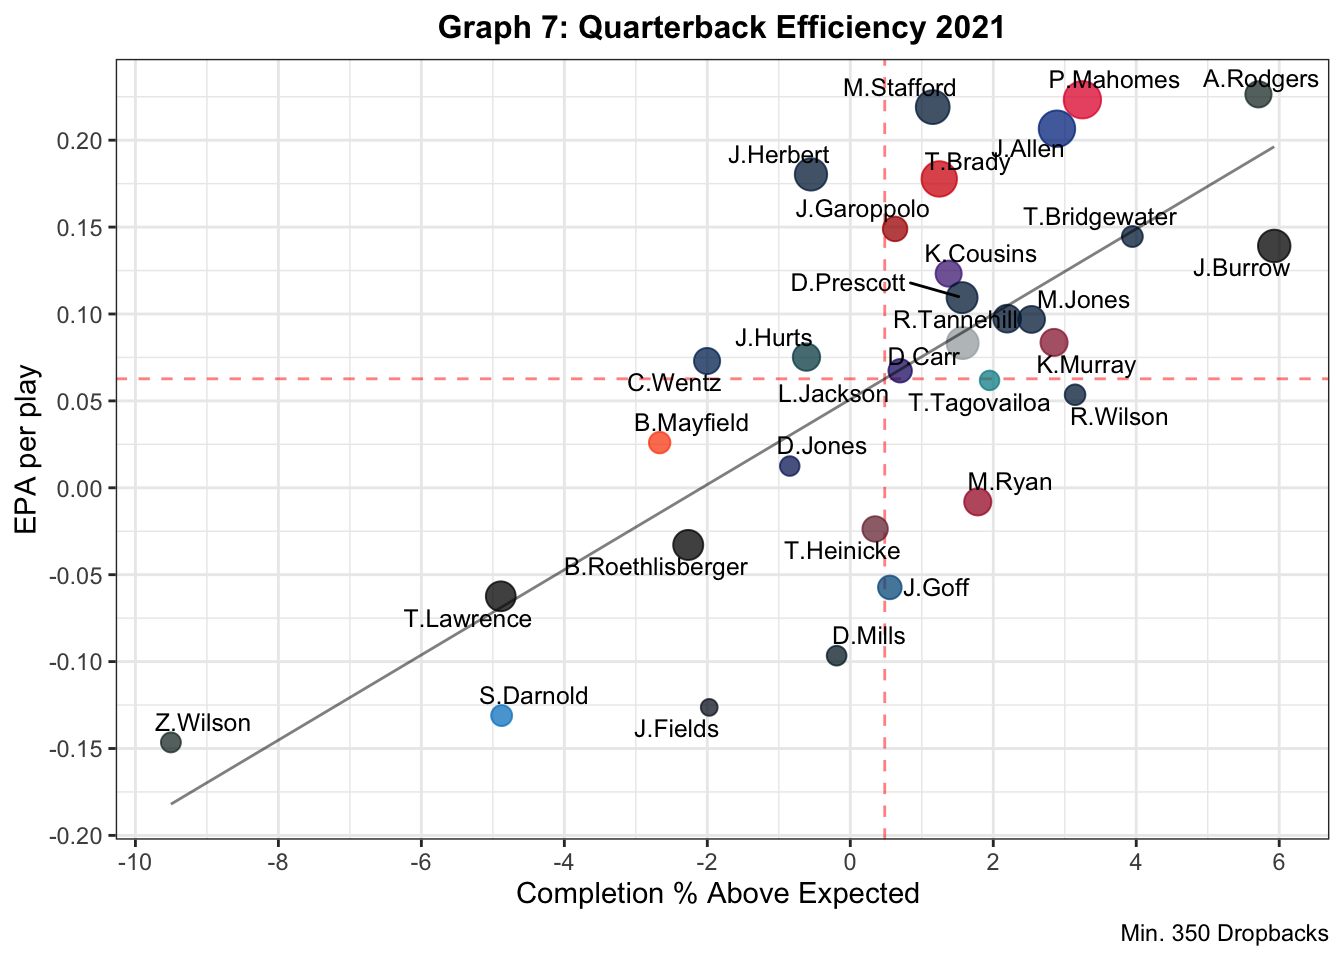 Graph 7: Quarterback Efficiency 2021
M.Stafford
P.Mahomes
A.Rodgers
J.Allen
J.Herbert
T.Brady
J.Garoppolo
T.Bridgewater
K.Cousins
J.Burrow
D.Prescott
M.Jones
R.Tannehill
J.Hurts
D.Carr
K.Murray
C.Wentz
L.Jackson
T.Tagovailoa
R.Wilson
B.Mayfield
D.Jones
M.Ryan
T.Heinicke
B.Roethlisberger
J.Goff
T.Lawrence
D.Mills
S.Darnold
J.Fields
Z.Wilson
0.20
0.15
0.10
0.05
0.00
-0.05
-0.10
-0.15
-0.20
EPA per play
-10 -8 -6 -4 -2 0 2 4 6
Completion % Above Expected
Min. 350 Dropbacks